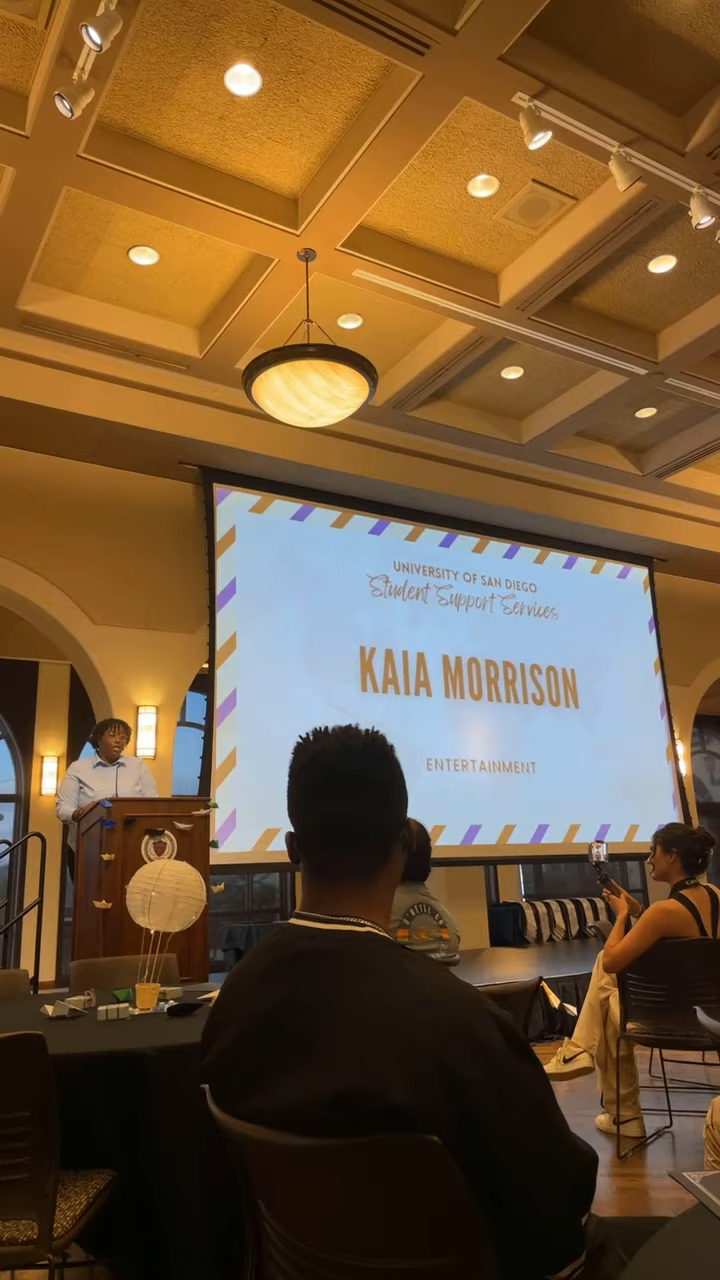 UNIVERSITY OF SAN DIEGO
Student Support Services
KAIA MORRISON
ENTERTAINMENT